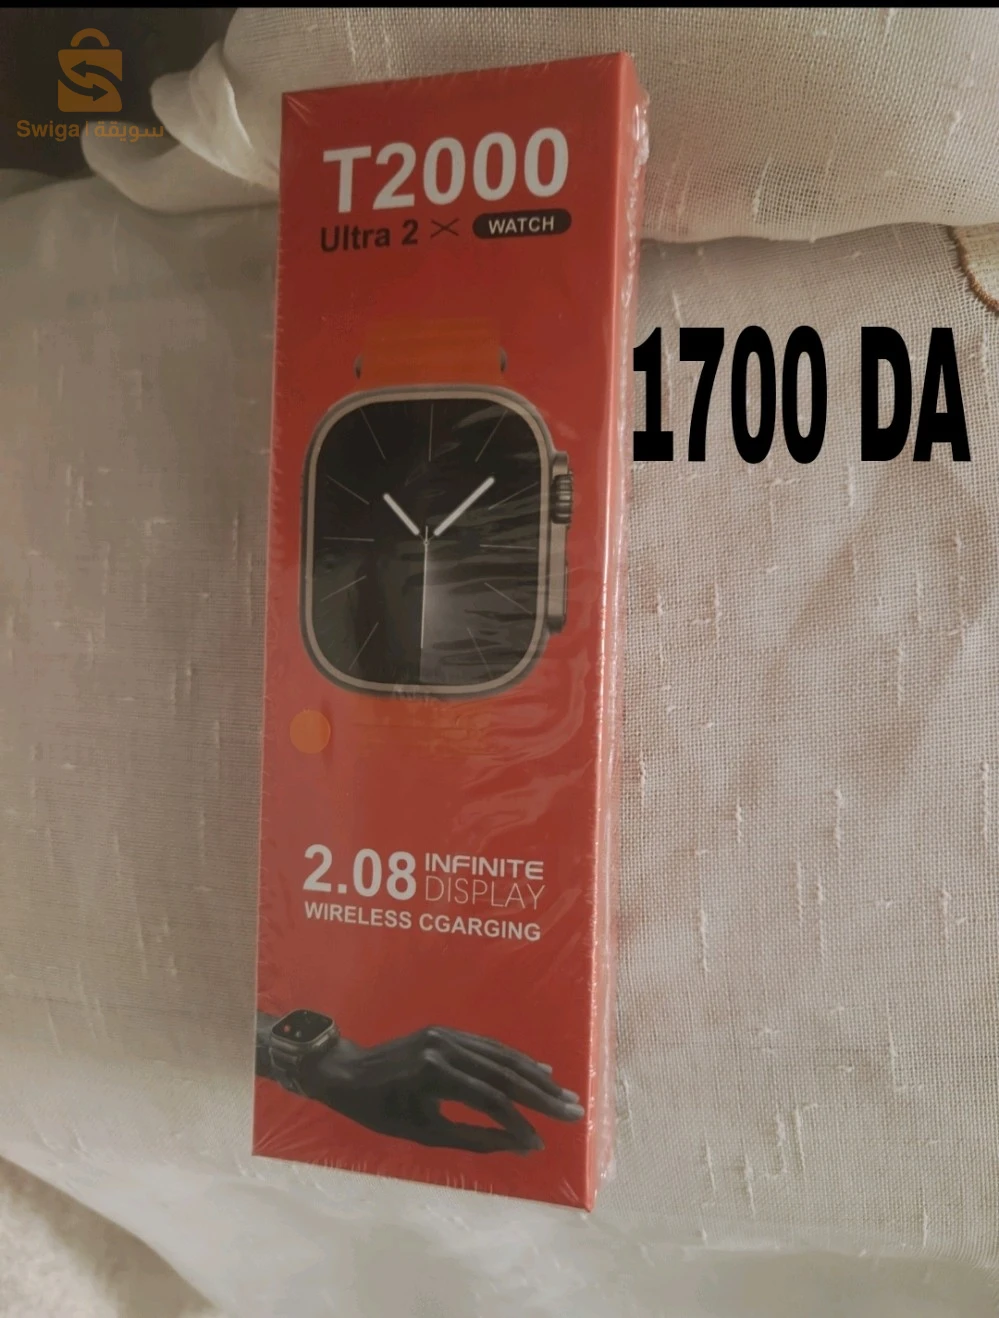 Swiga | سويقة
T2000
Ultra 2 X WATCH
1700 DA
2.08 INFINITE
DISPLAY
WIRELESS CGARGING